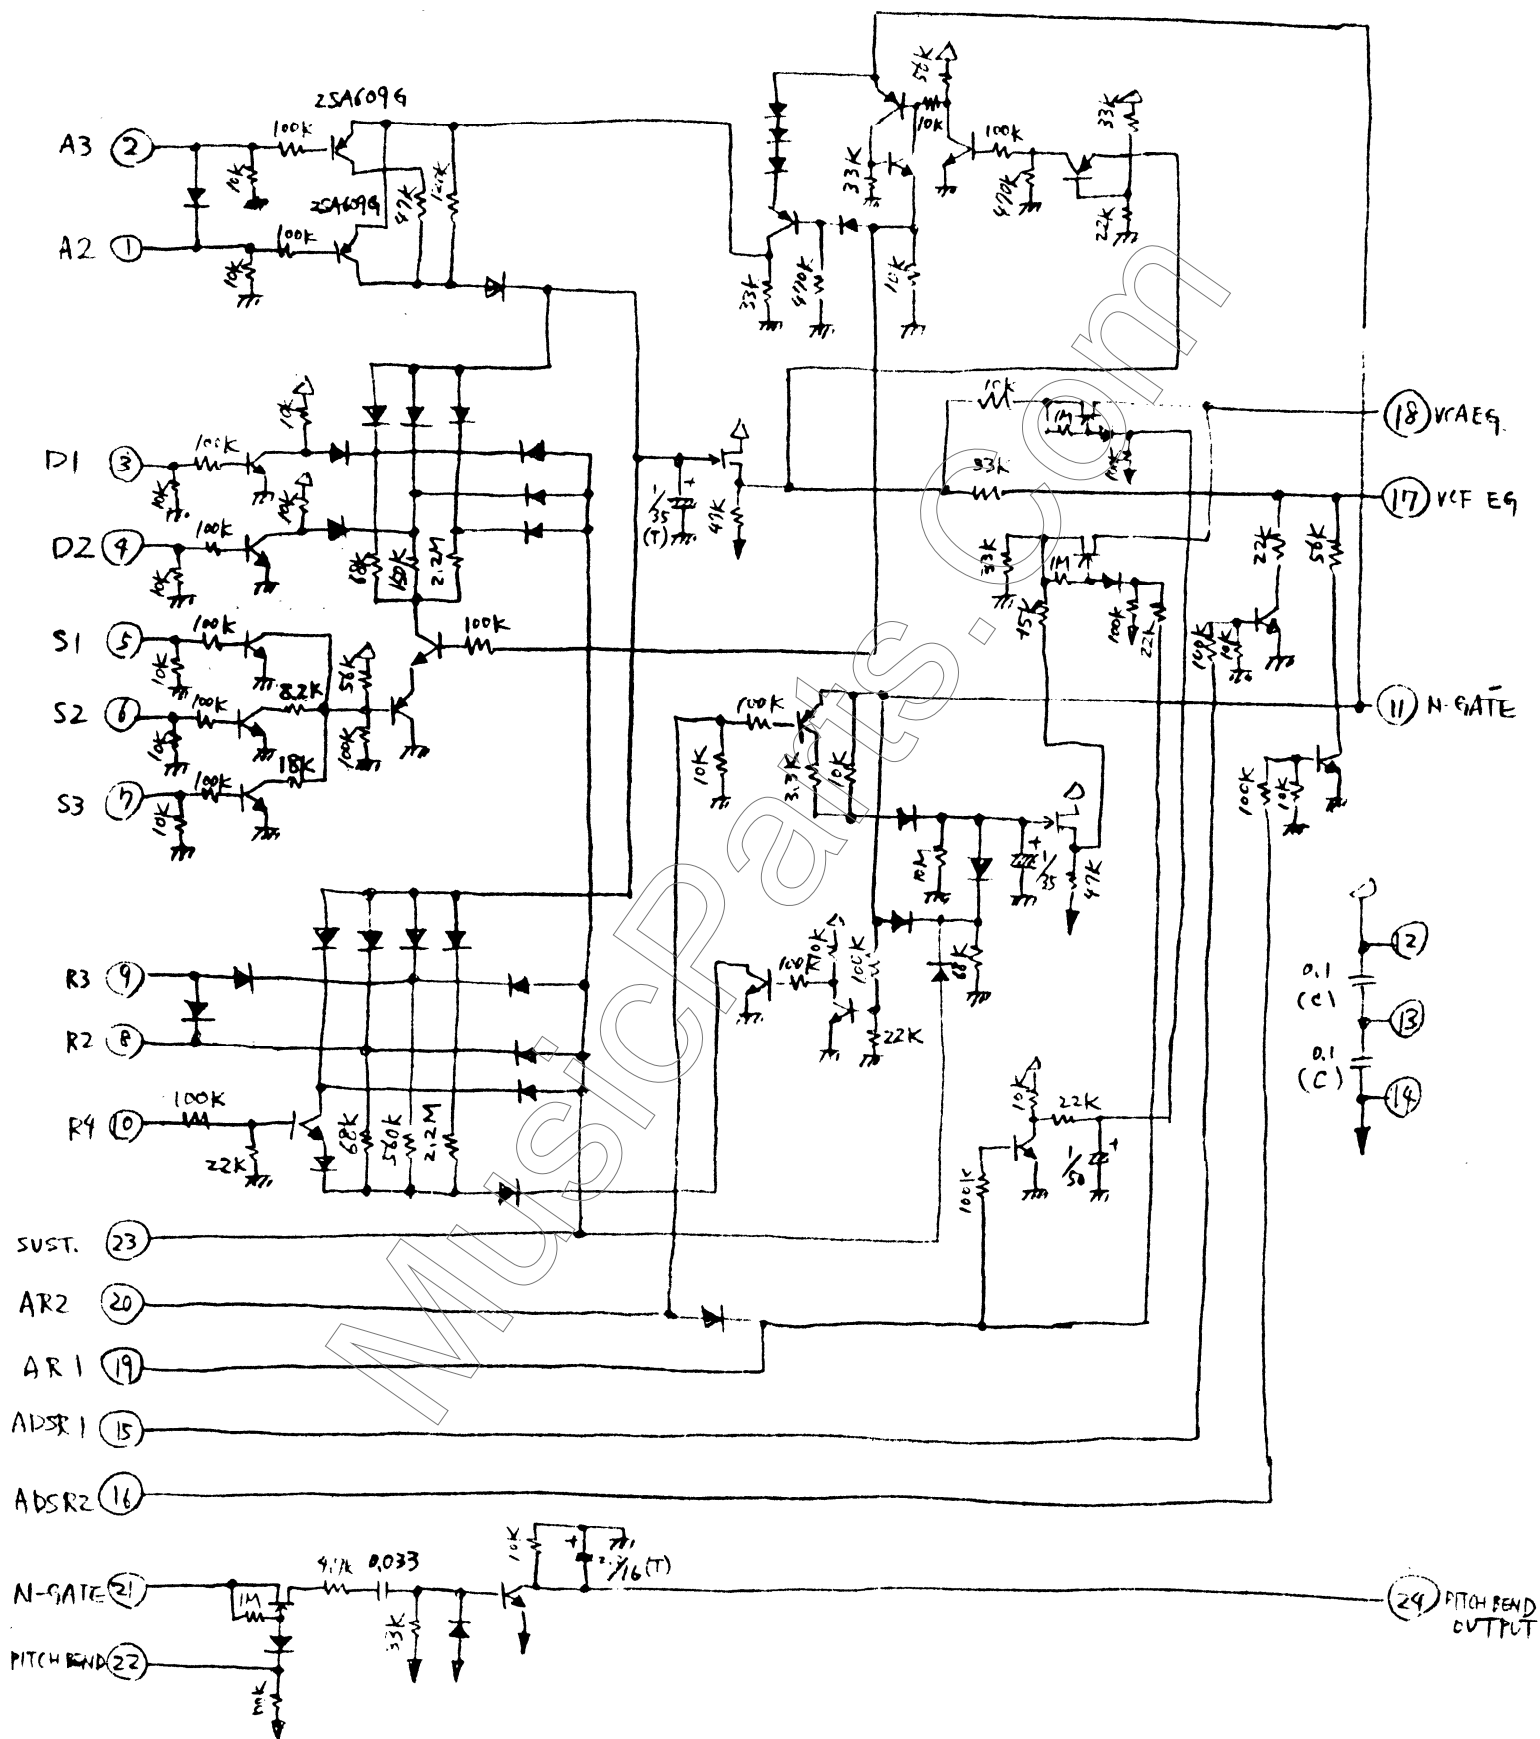 2SA609G
A3 2
100K
10K
47K
2SA609G
A2 1
100K
10K
56K
10K
100K
33K
33K
470K
22K
33K
470K
10K
D1 3
100K
10K
10K
D2 4
100K
10K
10K
68K
150K
2.2M
S1 5
100K
10K
S2 6
100K
10K
8.2K
S3 7
100K
10K
18K
56K
100K
100K
1/35
(T)
+
47K
1M
33K
18 VCA EG.
17 VCF EG
33K
1M
15K
100K
22K
22K
56K
100K
10K
11 N-GATE
100K
10K
3.3K
10K
10M
+
1/35
47K
100K
10K
68K
100K
100K
22K
R3 9
R2 8
R4 10
100K
22K
68K
560K
2.2M
12
0.1
(C)
13
0.1
(C)
14
10K
22K
+
1/50
100K
SUST. 23
AR2 20
AR1 19
ADSR1 15
ADSR2 16
N-GATE 21
1M
4.7K
0.033
33K
10K
+
/16 (T)
24 PITCH BEND
OUTPUT
PITCH BEND 22
MusicParts.Com